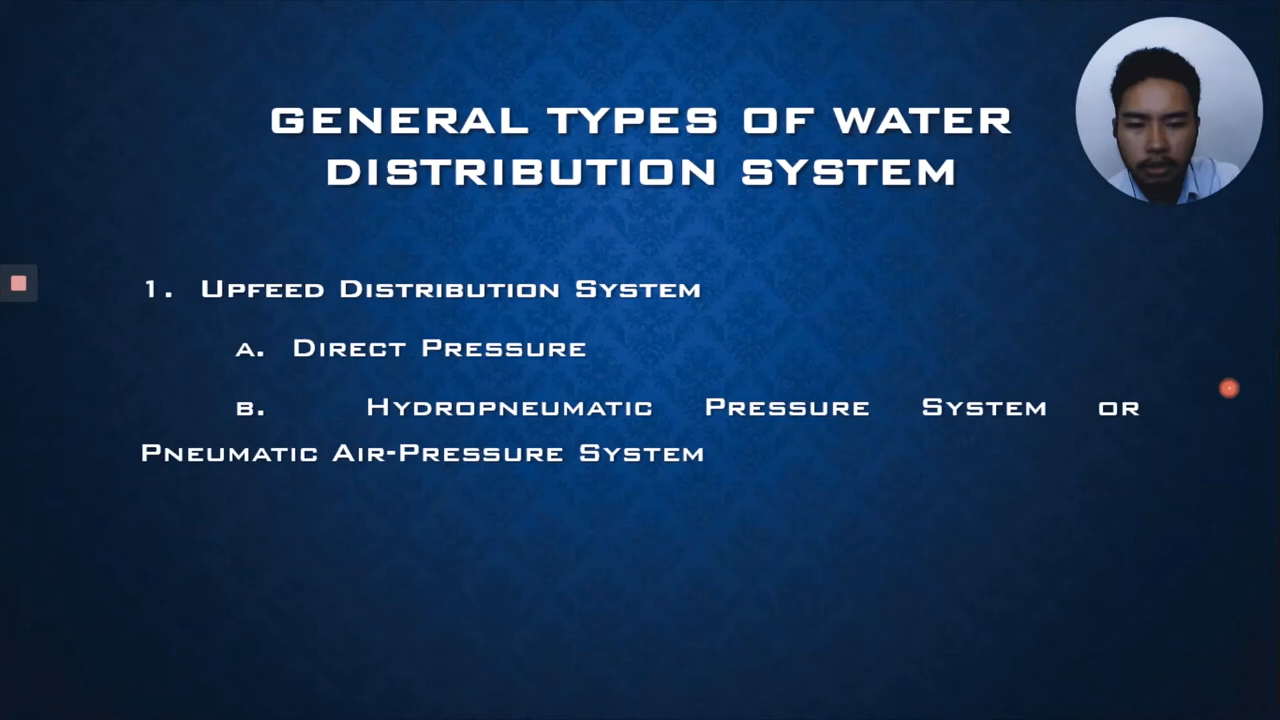 GENERAL TYPES OF WATER
DISTRIBUTION SYSTEM
1. UPFEED DISTRIBUTION SYSTEM
A. DIRECT PRESSURE
B. HYDROPNEUMATIC PRESSURE SYSTEM OR
PNEUMATIC AIR-PRESSURE SYSTEM